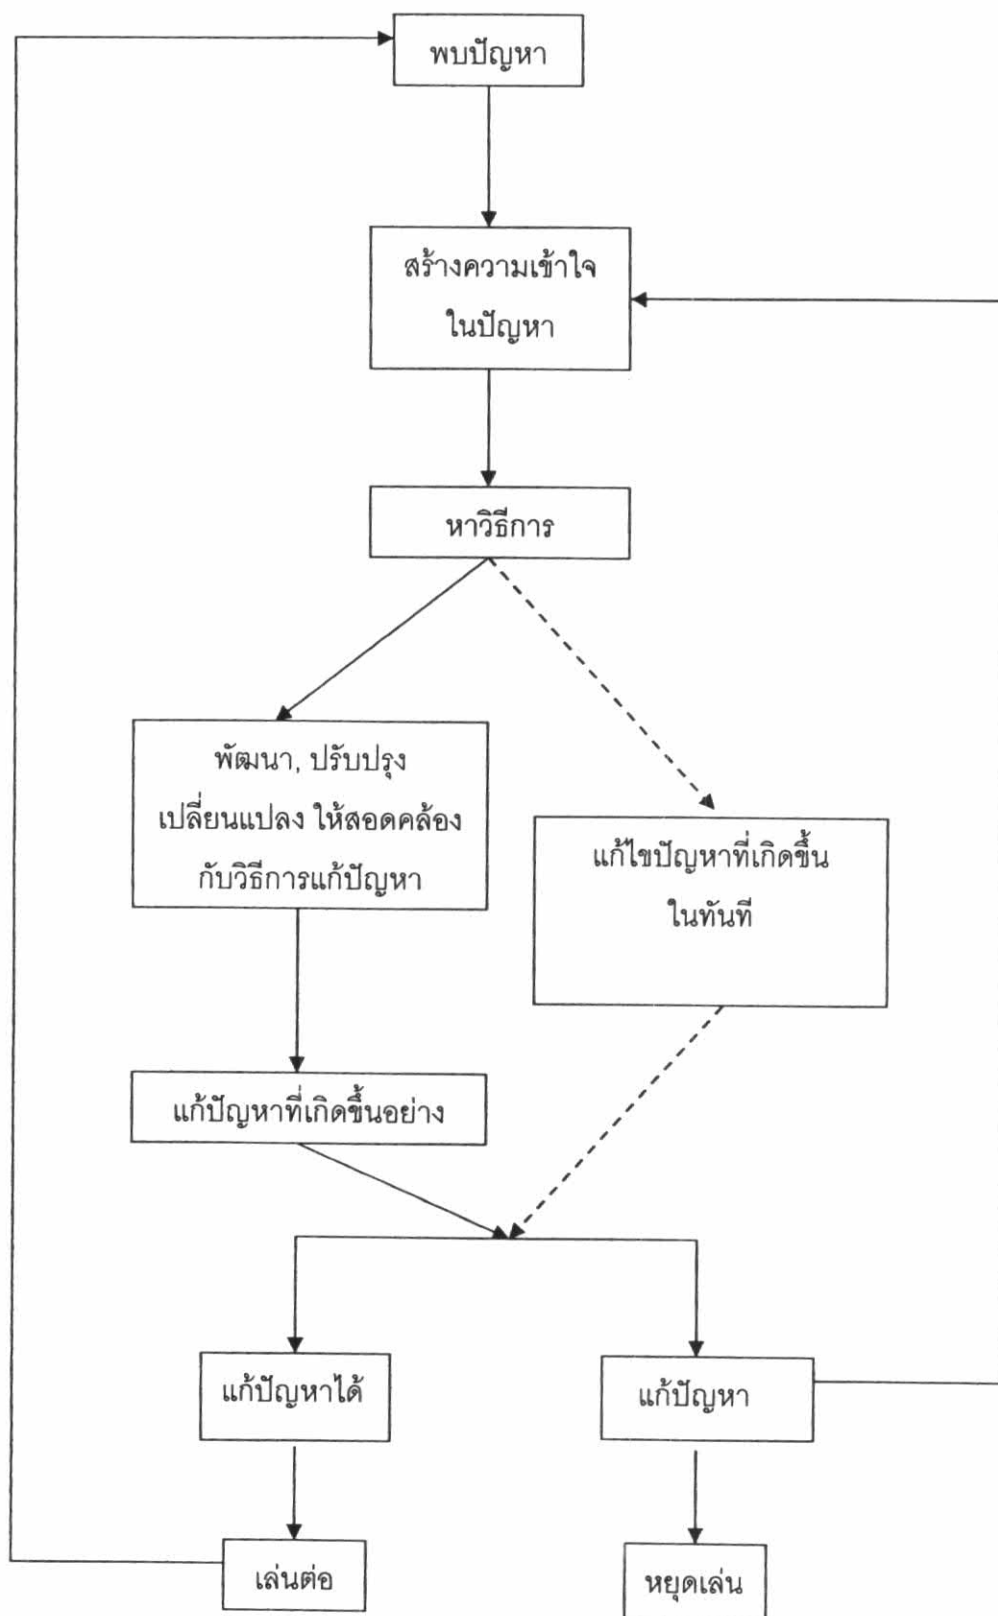 พบปัญหา
สร้างความเข้าใจ
ในปัญหา
หาวิธีการ
พัฒนา, ปรับปรุง
เปลี่ยนแปลง ให้สอดคล้อง
กับวิธีการแก้ปัญหา
แก้ไขปัญหาที่เกิดขึ้น
ในทันที
แก้ปัญหาที่เกิดขึ้นอย่าง
แก้ปัญหาได้
แก้ปัญหา
เล่นต่อ
หยุดเล่น